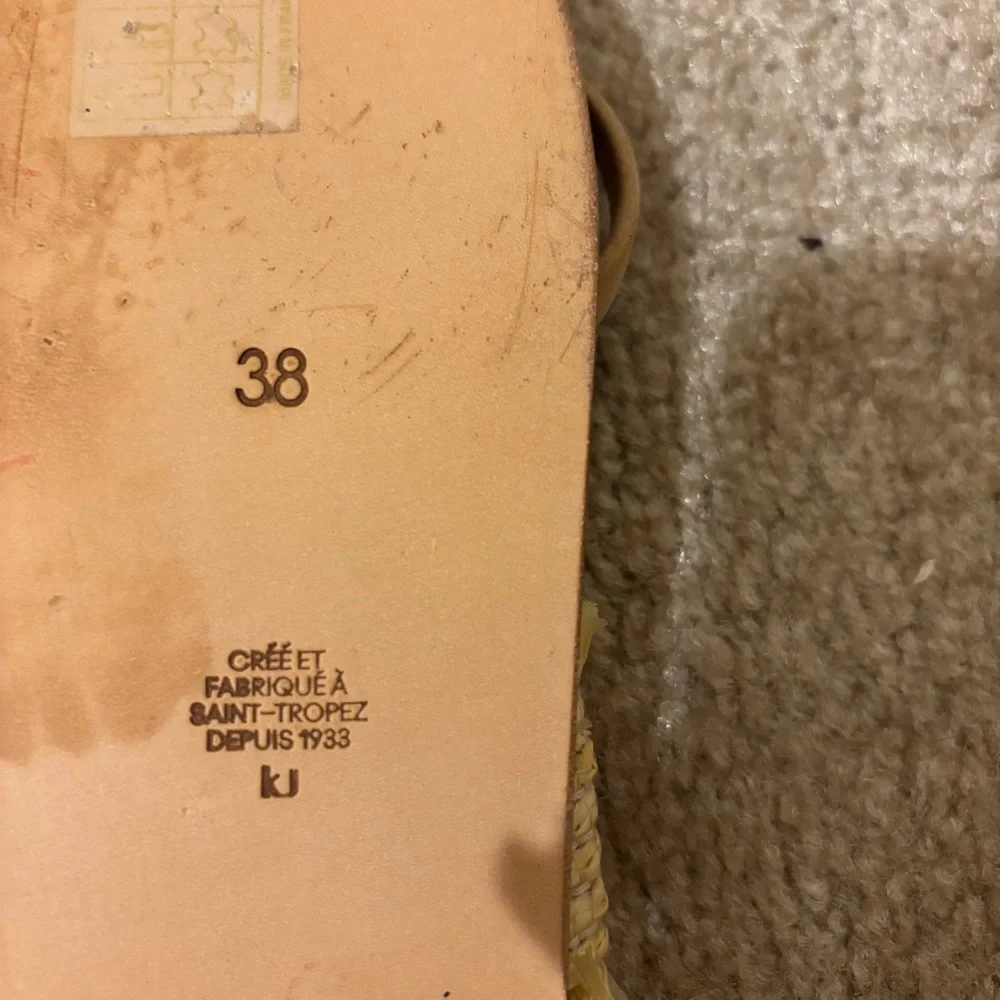 38
CRÉÉ ET
FABRIQUÉ À
SAINT-TROPEZ
DEPUIS 1933
kJ